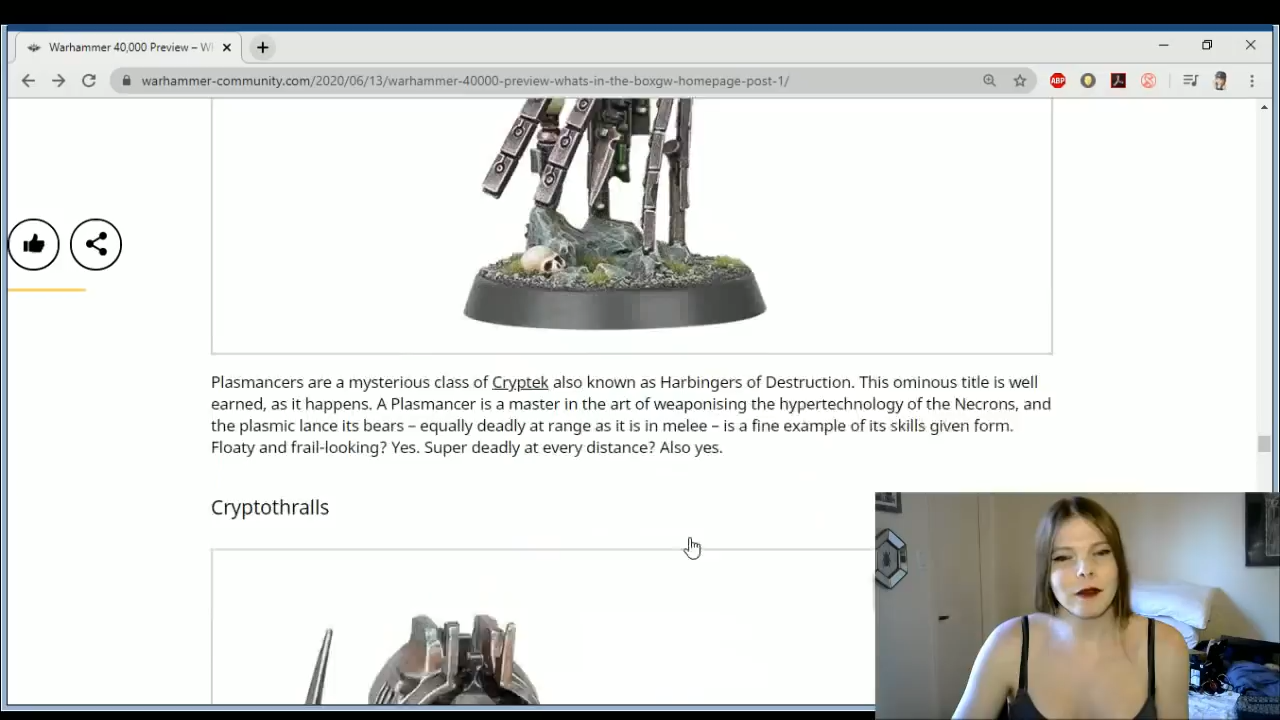 Warhammer 40,000 Preview – W
warhammer-community.com/2020/06/13/warhammer-40000-preview-whats-in-the-boxgw-homepage-post-1/
ABP
Plasmancers are a mysterious class of Cryptek also known as Harbingers of Destruction. This ominous title is well
earned, as it happens. A Plasmancer is a master in the art of weaponising the hypertechnology of the Necrons, and
the plasmic lance its bears – equally deadly at range as it is in melee – is a fine example of its skills given form.
Floaty and frail-looking? Yes. Super deadly at every distance? Also yes.
Cryptothralls